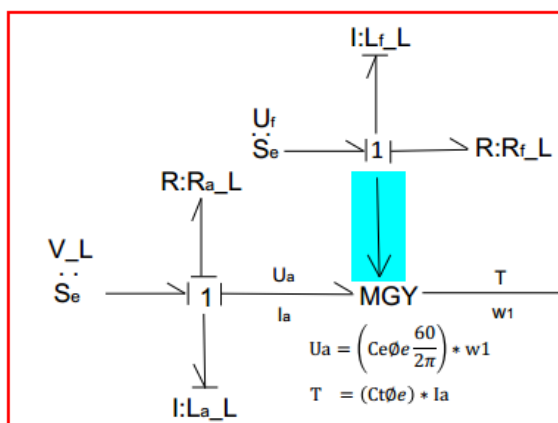 I:Lf_L
Uf
Se
1
R:Rf_L
R:Ra_L
V_L
Se
1
Ua
Ia
MGY
T
w1
I:La_L
Ua = (CeØe 60/2π) * w1
T = (CtØe) * Ia